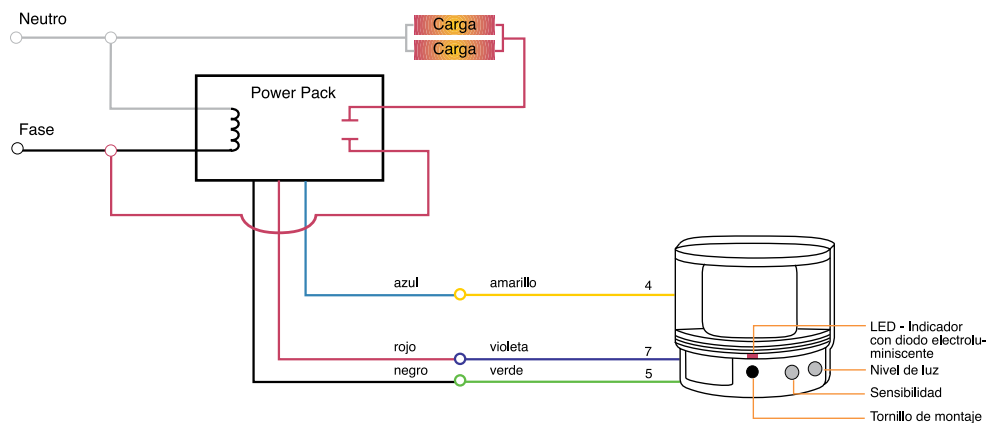 Neutro
Carga
Carga
Power Pack
Fase
azul
amarillo
4
rojo
violeta
7
negro
verde
5
LED - Indicador
con diodo electrolu-
miniscente
Nivel de luz
Sensibilidad
Tornillo de montaje